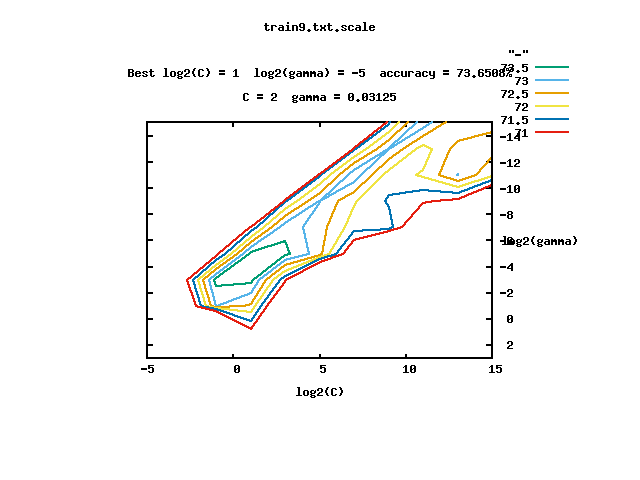 train9.txt.scale
"-"
Best log2(C) = 1  log2(gamma) = -5  accuracy = 73.6508%
73.5
73
C = 2  gamma = 0.03125
72.5
72
71.5
71
-14
-12
-10
-8
-6
log2(gamma)
-4
-2
0
2
-5 0 5 10 15
log2(C)